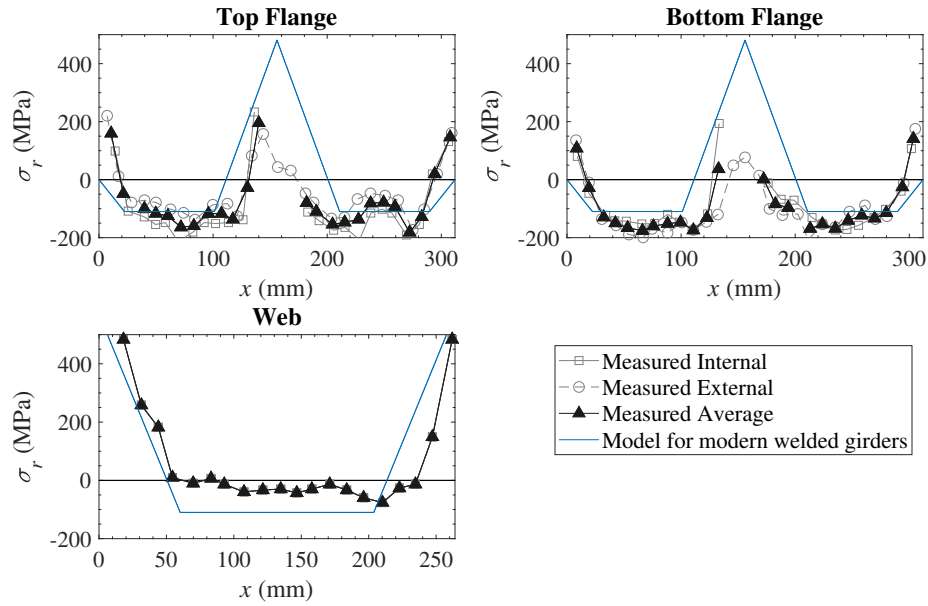 Top Flange
400
200
0
-200
σr (MPa)
0
100
200
300
x (mm)
Bottom Flange
400
200
0
-200
σr (MPa)
0
100
200
300
x (mm)
Web
400
200
0
-200
σr (MPa)
0
50
100
150
200
250
x (mm)
Measured Internal
Measured External
Measured Average
Model for modern welded girders